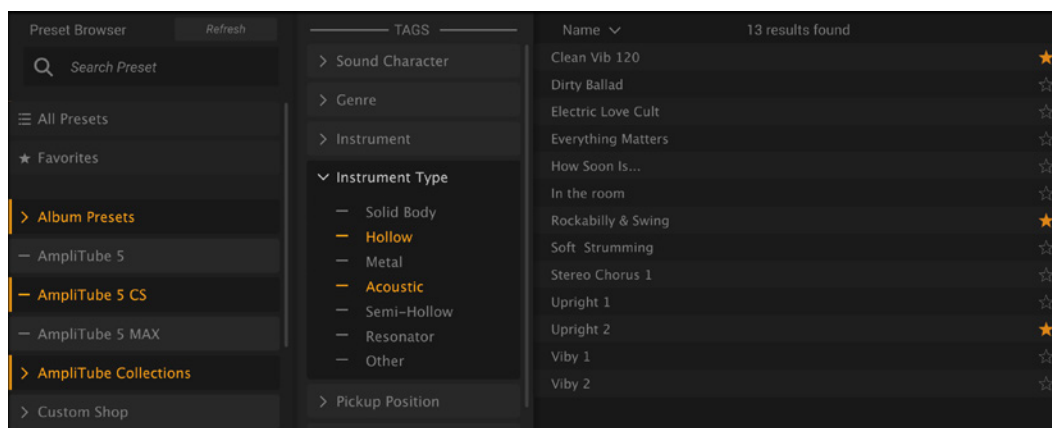 Preset Browser
Refresh
Search Preset
All Presets
Favorites
Album Presets
AmpliTube 5
AmpliTube 5 CS
AmpliTube 5 MAX
AmpliTube Collections
Custom Shop
TAGS
Sound Character
Genre
Instrument
Instrument Type
Solid Body
Hollow
Metal
Acoustic
Semi-Hollow
Resonator
Other
Pickup Position
Name
13 results found
Clean Vib 120
Dirty Ballad
Electric Love Cult
Everything Matters
How Soon Is...
In the room
Rockabilly & Swing
Soft Strumming
Stereo Chorus 1
Upright 1
Upright 2
Viby 1
Viby 2